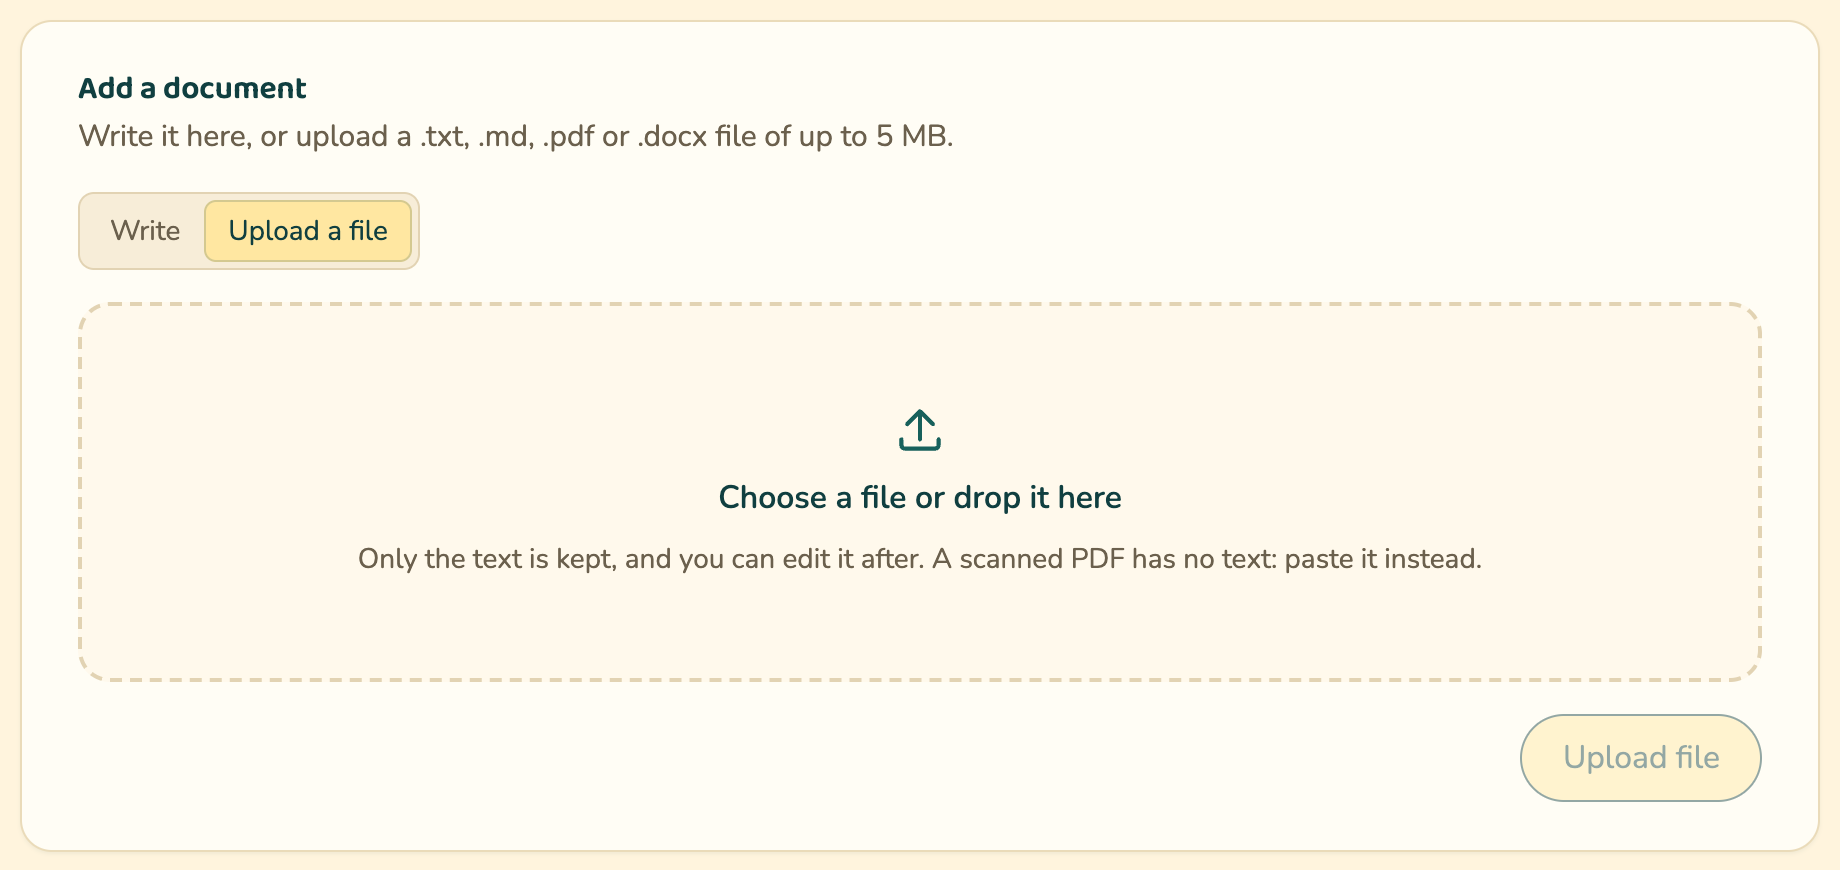 Add a document
Write it here, or upload a .txt, .md, .pdf or .docx file of up to 5 MB.
Write
Upload a file
Choose a file or drop it here
Only the text is kept, and you can edit it after. A scanned PDF has no text: paste it instead.
Upload file